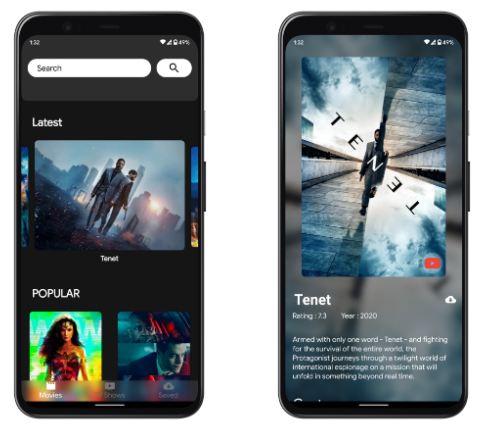 1:32
49%
Search
Latest
Tenet
POPULAR
Movies
Shows
Saved
1:32
49%
TENET
Tenet
Rating : 7.3 Year : 2020
Armed with only one word - Tenet - and fighting
for the survival of the entire world, the
Protagonist journeys through a twilight world of
international espionage on a mission that will
unfold in something beyond real time.